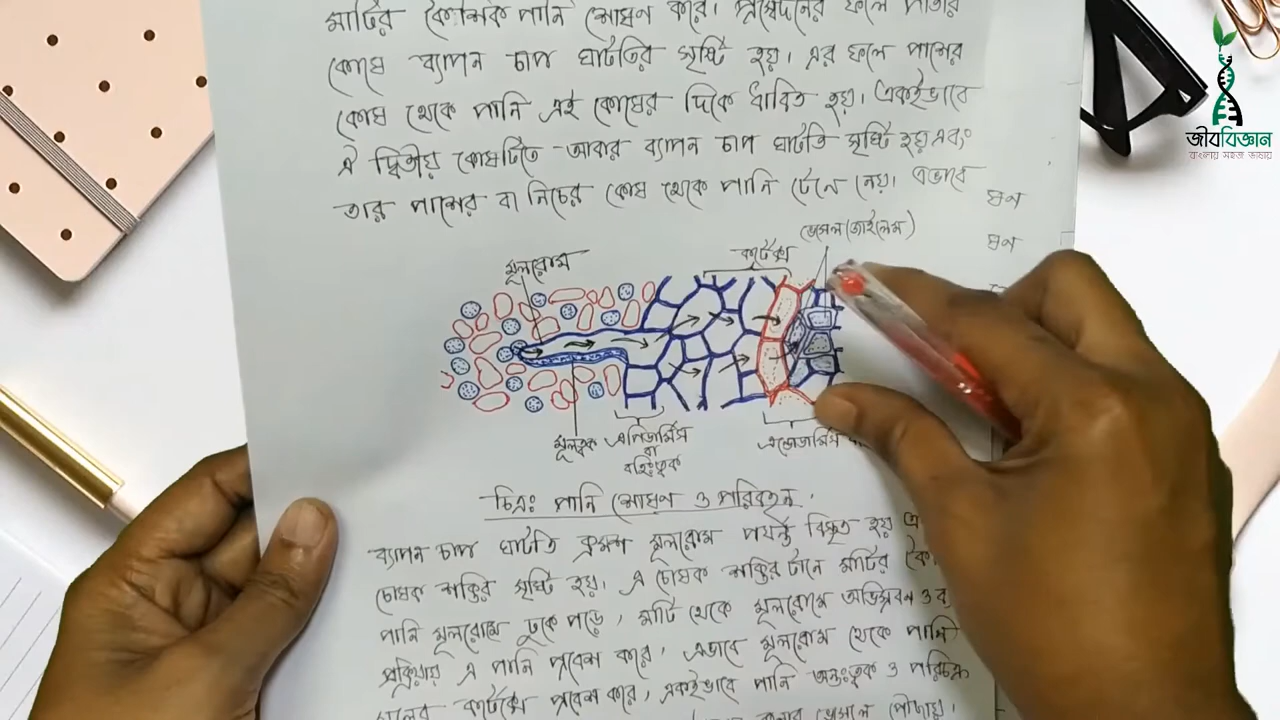 মাটির কৈশিক পানি শোষণ করে। প্রস্বেদনের ফলে পাতার
কোষে ব্যাপন চাপ ঘাটতির সৃষ্টি হয়। এর ফলে পাশের
কোষ থেকে পানি এই কোষের দিকে ধাবিত হয়। একইভাবে
ঐ দ্বিতীয় কোষটিতে আবার ব্যাপন চাপ ঘাটতি সৃষ্টি হয় এবং
তার পাশের বা নিচের কোষ থেকে পানি টেনে নেয়। এভাবে
ষণ
ষণ
ভেসেল (জাইলেম)
মূলরোম
কর্টেক্স
মূলত্বক
এপিডার্মিস
বা
বহিঃত্বক
এন্ডোডার্মিস
চিত্রঃ পানি শোষণ ও পরিবহন।
ব্যাপন চাপ ঘাটতি ক্রমশ মূলরোম পর্যন্ত বিস্তৃত হয়
চোষক শক্তির সৃষ্টি হয়। এ চোষক শক্তির টানে মাটির
পানি মূলরোমে ঢুকে পড়ে, মাটি থেকে মূলরোমে অভিস্রবণ ও
প্রক্রিয়ায় এ পানি প্রবেশ করে, এভাবে মূলরোম থেকে পানি
মূলের কর্টেক্সে প্রবেশ করে, একইভাবে পানি অন্তঃত্বক ও পরিচক্র
ভেসেলে পৌঁছায়।
জীববিজ্ঞান
বাংলায় সহজ ভাষায়